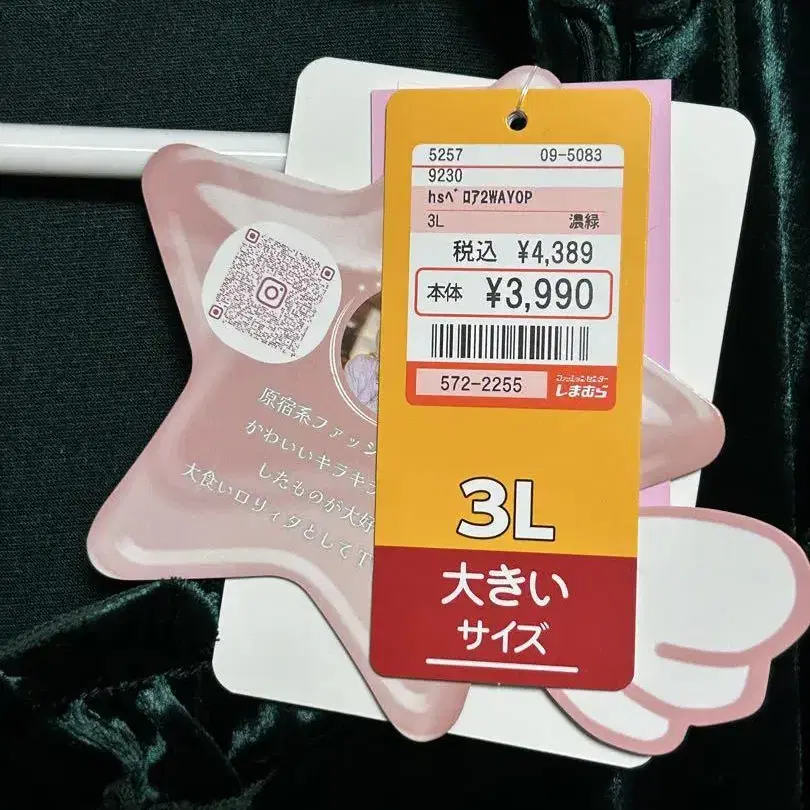 5257 09-5083
9230
hsﾍﾞﾛｱ2WAYOP
3L 濃緑
税込 ¥4,389
本体 ¥3,990
572-2255
ファッションセンター
しまむら
3L
大きい
サイズ
原宿系ファッシ
かわいいキラキラ
したものが大好
大食いロリィタとしてT